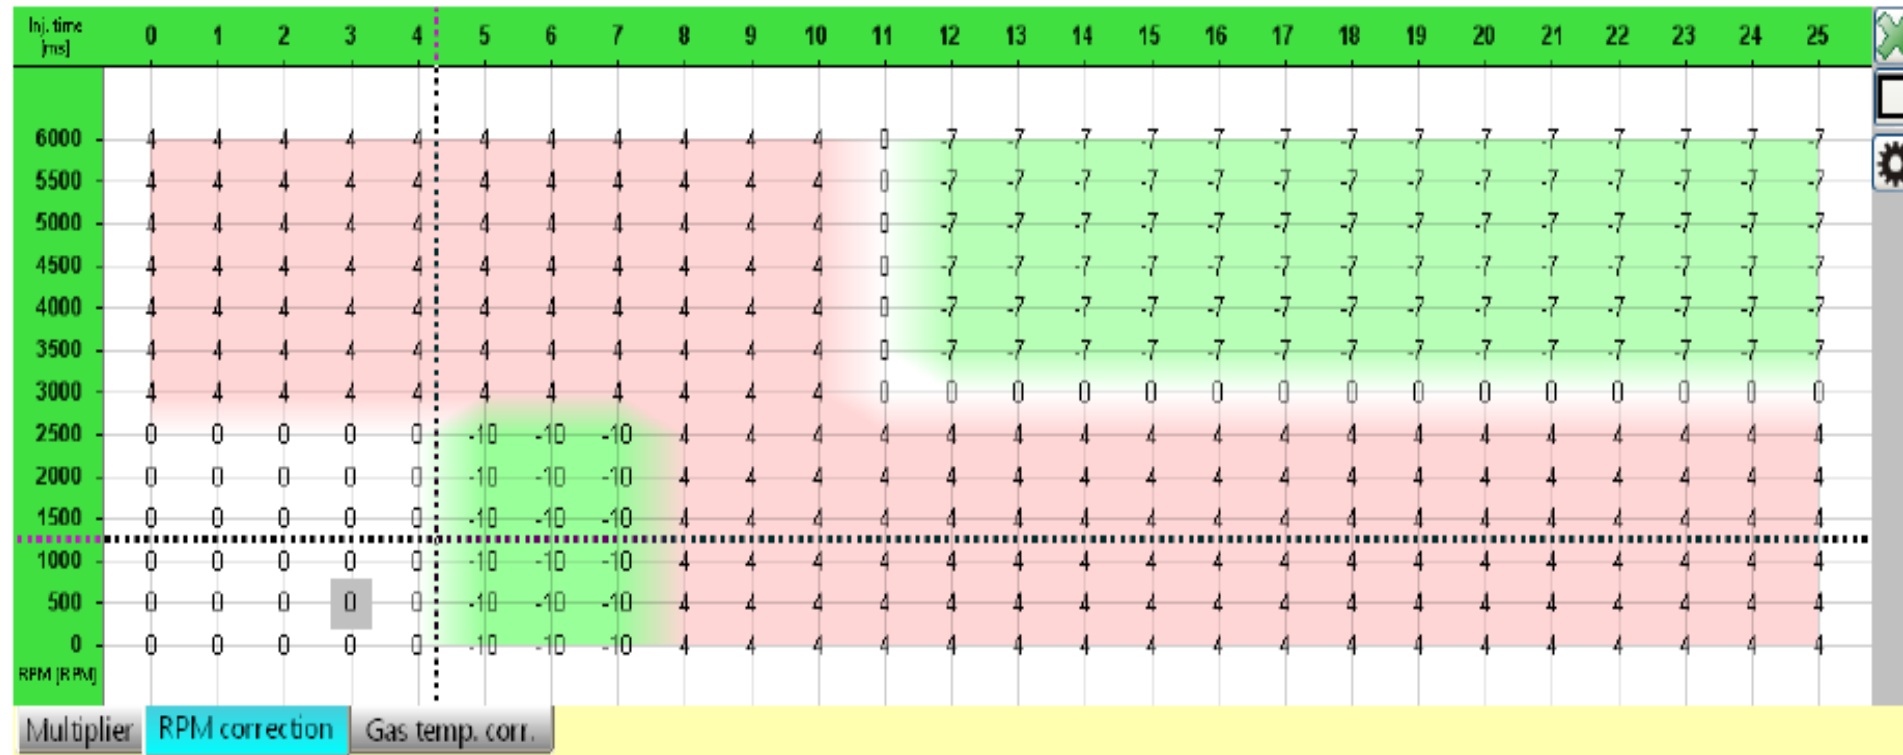 Inj. time 0 1 2 3 4 5 6 7 8 9 10 11 12 13 14 15 16 17 18 19 20 21 22 23 24 25
[ms]
6000 4 4 4 4 4 4 4 4 4 4 4 0 -7 -7 -7 -7 -7 -7 -7 -7 -7 -7 -7 -7 -7 -7
5500 4 4 4 4 4 4 4 4 4 4 4 0 -7 -7 -7 -7 -7 -7 -7 -7 -7 -7 -7 -7 -7 -7
5000 4 4 4 4 4 4 4 4 4 4 4 0 -7 -7 -7 -7 -7 -7 -7 -7 -7 -7 -7 -7 -7 -7
4500 4 4 4 4 4 4 4 4 4 4 4 0 -7 -7 -7 -7 -7 -7 -7 -7 -7 -7 -7 -7 -7 -7
4000 4 4 4 4 4 4 4 4 4 4 4 0 -7 -7 -7 -7 -7 -7 -7 -7 -7 -7 -7 -7 -7 -7
3500 4 4 4 4 4 4 4 4 4 4 4 0 -7 -7 -7 -7 -7 -7 -7 -7 -7 -7 -7 -7 -7 -7
3000 4 4 4 4 4 4 4 4 4 4 4 0 0 0 0 0 0 0 0 0 0 0 0 0 0 0
2500 0 0 0 0 0 -10 -10 -10 4 4 4 4 4 4 4 4 4 4 4 4 4 4 4 4 4 4
2000 0 0 0 0 0 -10 -10 -10 4 4 4 4 4 4 4 4 4 4 4 4 4 4 4 4 4 4
1500 0 0 0 0 0 -10 -10 -10 4 4 4 4 4 4 4 4 4 4 4 4 4 4 4 4 4 4
1000 0 0 0 0 0 -10 -10 -10 4 4 4 4 4 4 4 4 4 4 4 4 4 4 4 4 4 4
500 0 0 0 0 0 -10 -10 -10 4 4 4 4 4 4 4 4 4 4 4 4 4 4 4 4 4 4
0 0 0 0 0 0 -10 -10 -10 4 4 4 4 4 4 4 4 4 4 4 4 4 4 4 4 4 4
RPM [RPM]
Multiplier RPM correction Gas temp. corr.